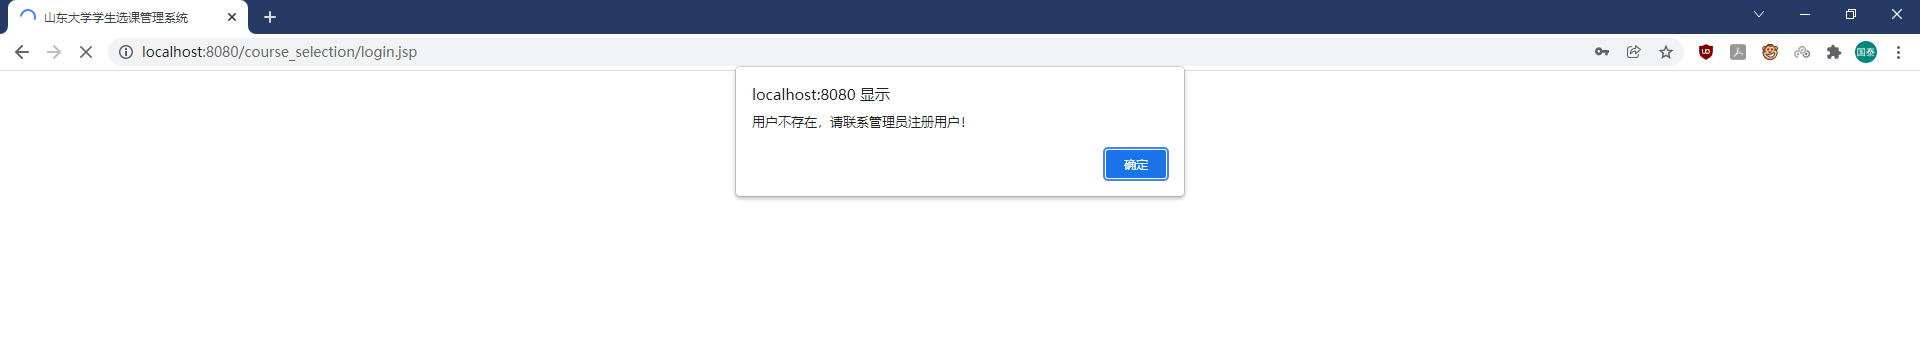 山东大学学生选课管理系统
localhost:8080/course_selection/login.jsp
国泰
localhost:8080 显示
用户不存在，请联系管理员注册用户！
确定